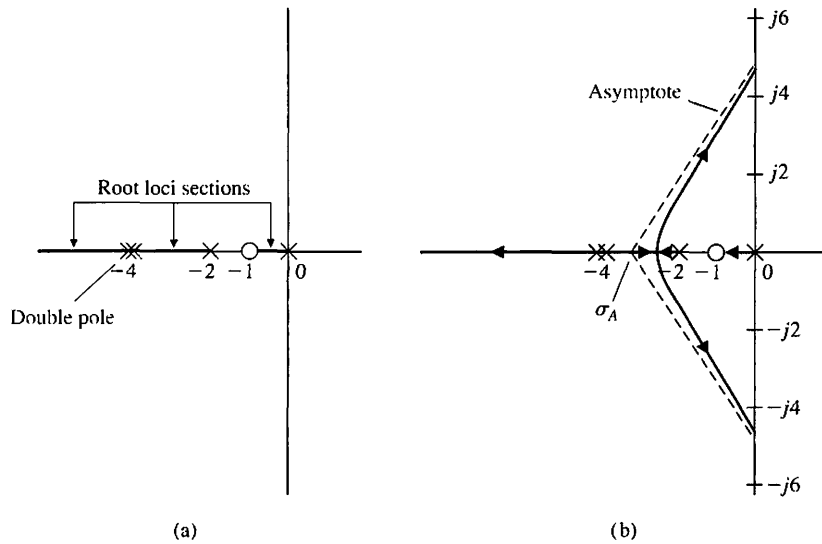 Root loci sections
−4
−2
−1
0
Double pole
(a)
j6
j4
j2
Asymptote
−4
−2
−1
0
σA
−j2
−j4
−j6
(b)